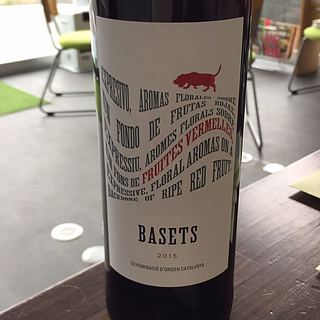 EXPRESIVO, AROMAS FLORALES SOBRE
FONDO DE FRUTAS ROJAS.
EXPRESSIU, AROMES FLORALS SOBRE
FONS DE FRUITES VERMELLES.
EXPRESSIVE, FLORAL AROMAS ON A
BACKBONE OF RIPE RED FRUIT.
BASETS
2015
DENOMINACIÓ D'ORIGEN CATALUNYA